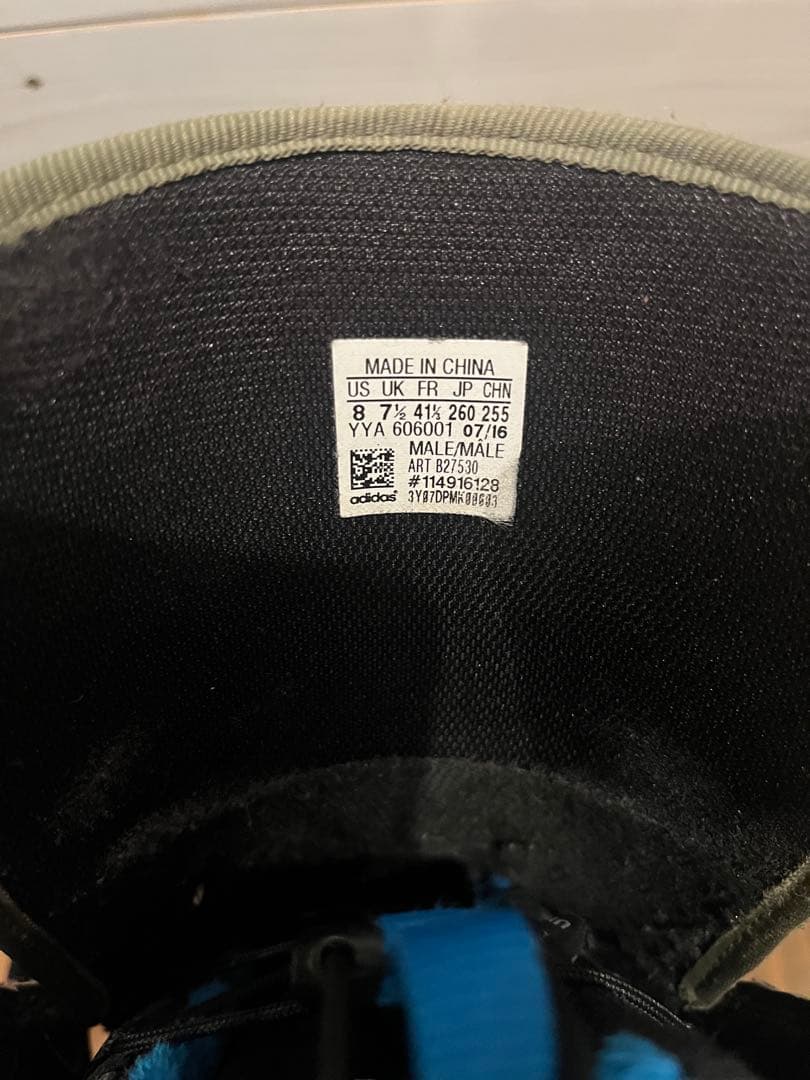 MADE IN CHINA
US UK FR JP CHN
8 7½ 41⅓ 260 255
YYA 606001 07/16
MALE/MÂLE
ART B27530
#114916128
adidas